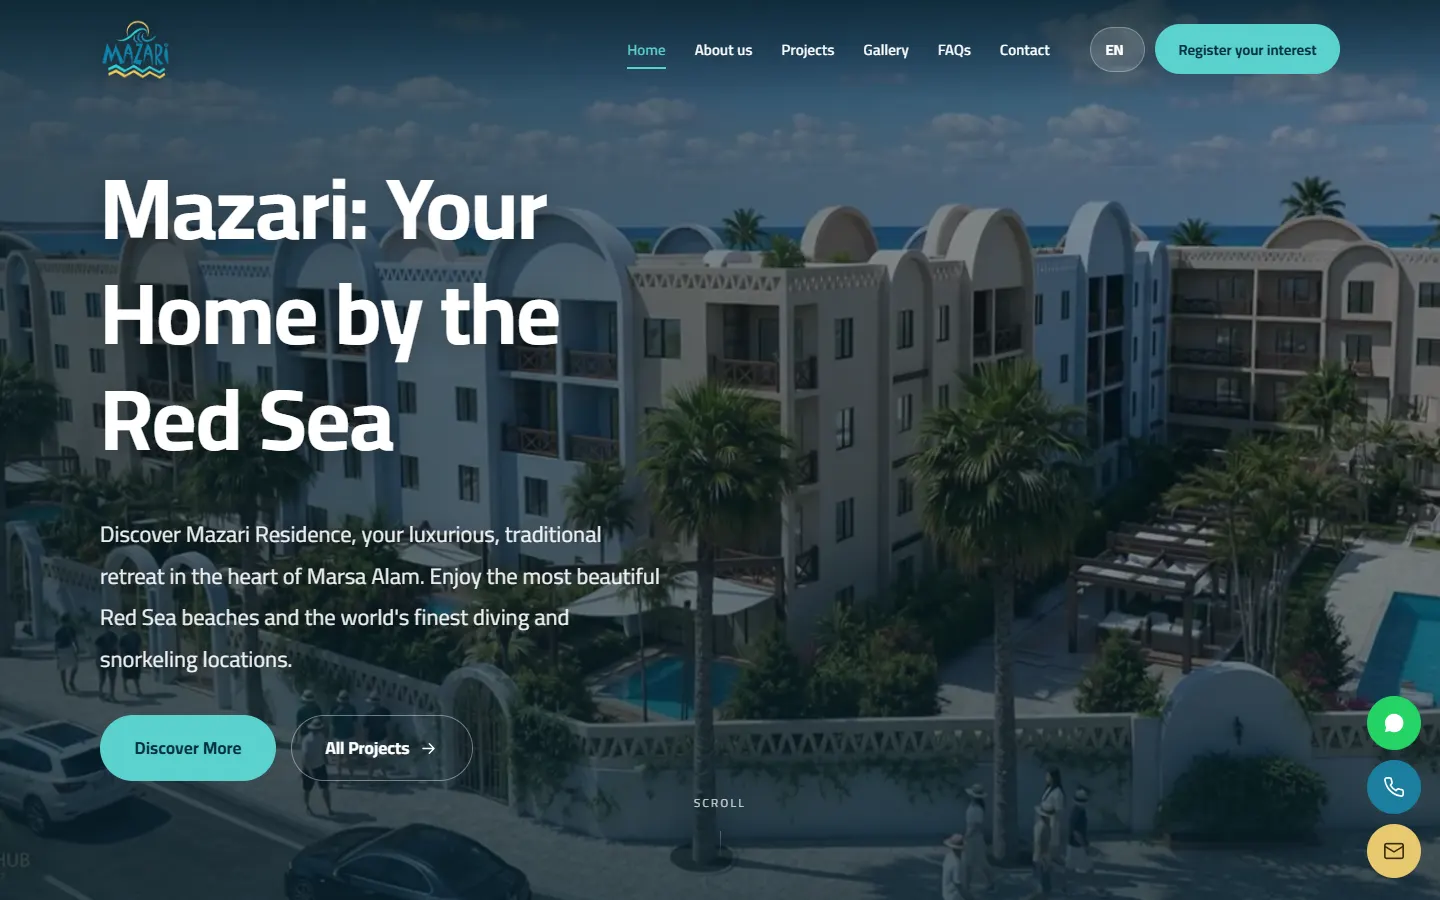 MAZARI
Home
About us
Projects
Gallery
FAQs
Contact
EN
Register your interest
Mazari: Your
Home by the
Red Sea
Discover Mazari Residence, your luxurious, traditional
retreat in the heart of Marsa Alam. Enjoy the most beautiful
Red Sea beaches and the world's finest diving and
snorkeling locations.
Discover More
All Projects
SCROLL
HUB